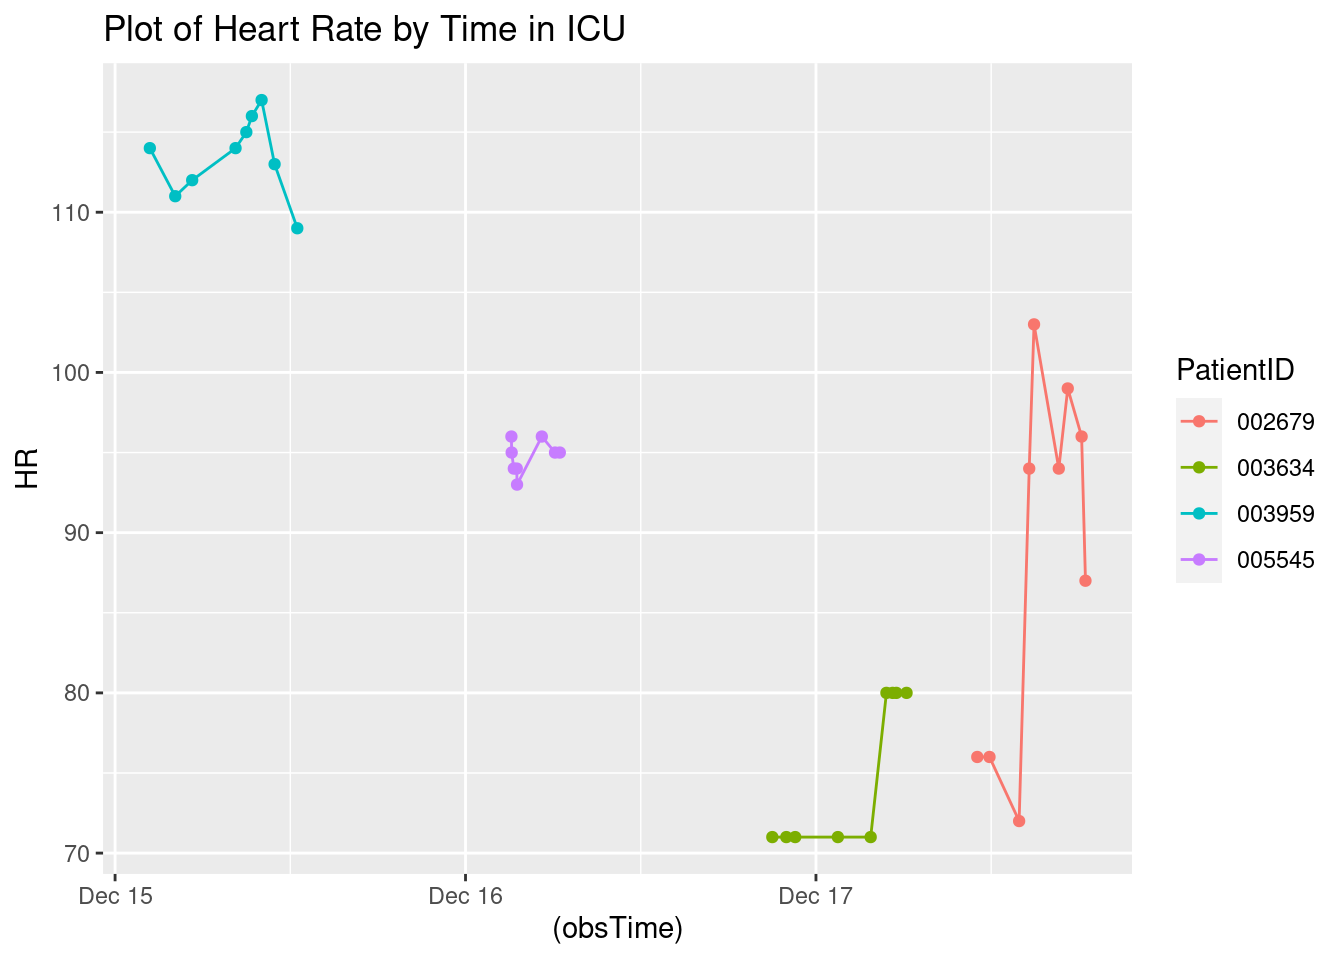 Plot of Heart Rate by Time in ICU
HR
110
100
90
80
70
Dec 15
Dec 16
Dec 17
(obsTime)
PatientID
002679
003634
003959
005545